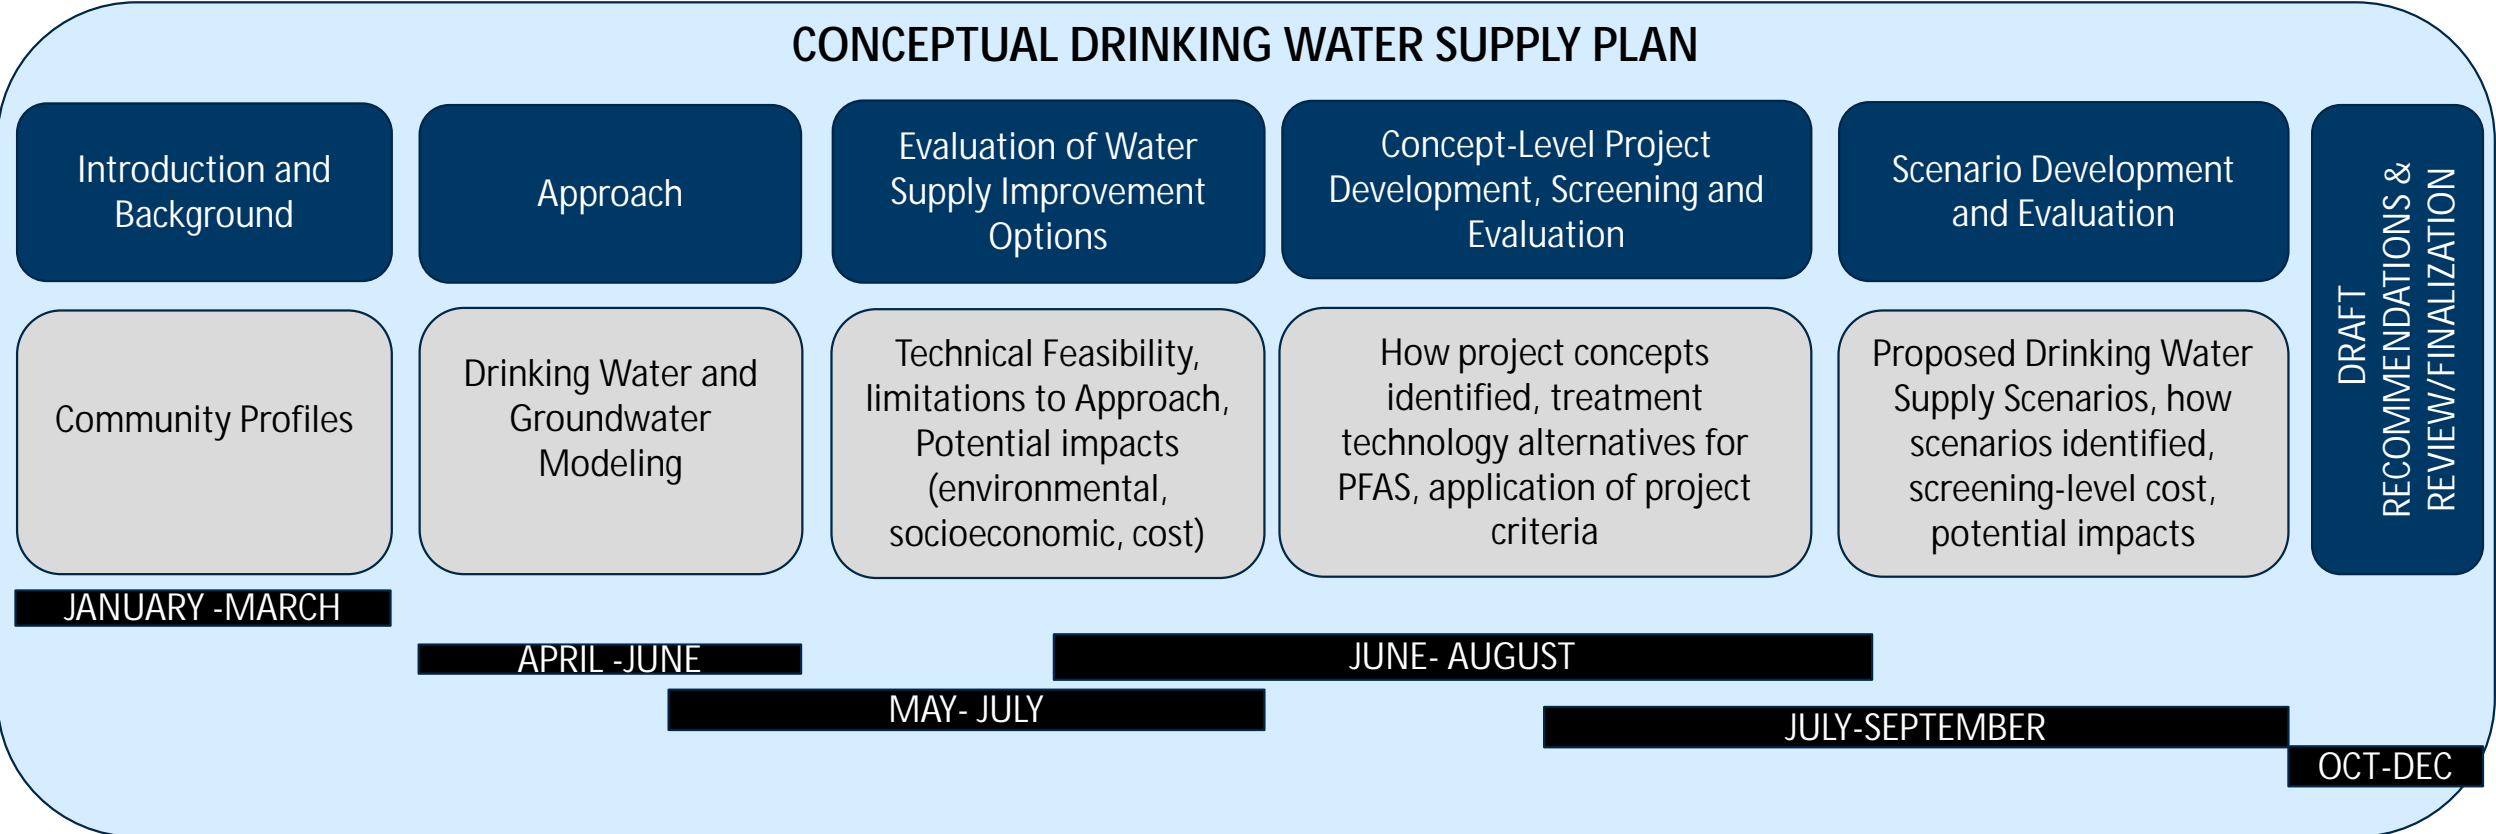 CONCEPTUAL DRINKING WATER SUPPLY PLAN
Introduction and
Background
Approach
Evaluation of Water
Supply Improvement
Options
Concept-Level Project
Development, Screening and
Evaluation
Scenario Development
and Evaluation
DRAFT
RECOMMENDATIONS &
REVIEW/FINALIZATION
Community Profiles
Drinking Water and
Groundwater
Modeling
Technical Feasibility,
limitations to Approach,
Potential impacts
(environmental,
socioeconomic, cost)
How project concepts
identified, treatment
technology alternatives for
PFAS, application of project
criteria
Proposed Drinking Water
Supply Scenarios, how
scenarios identified,
screening-level cost,
potential impacts
JANUARY -MARCH
APRIL -JUNE
JUNE- AUGUST
MAY- JULY
JULY-SEPTEMBER
OCT-DEC